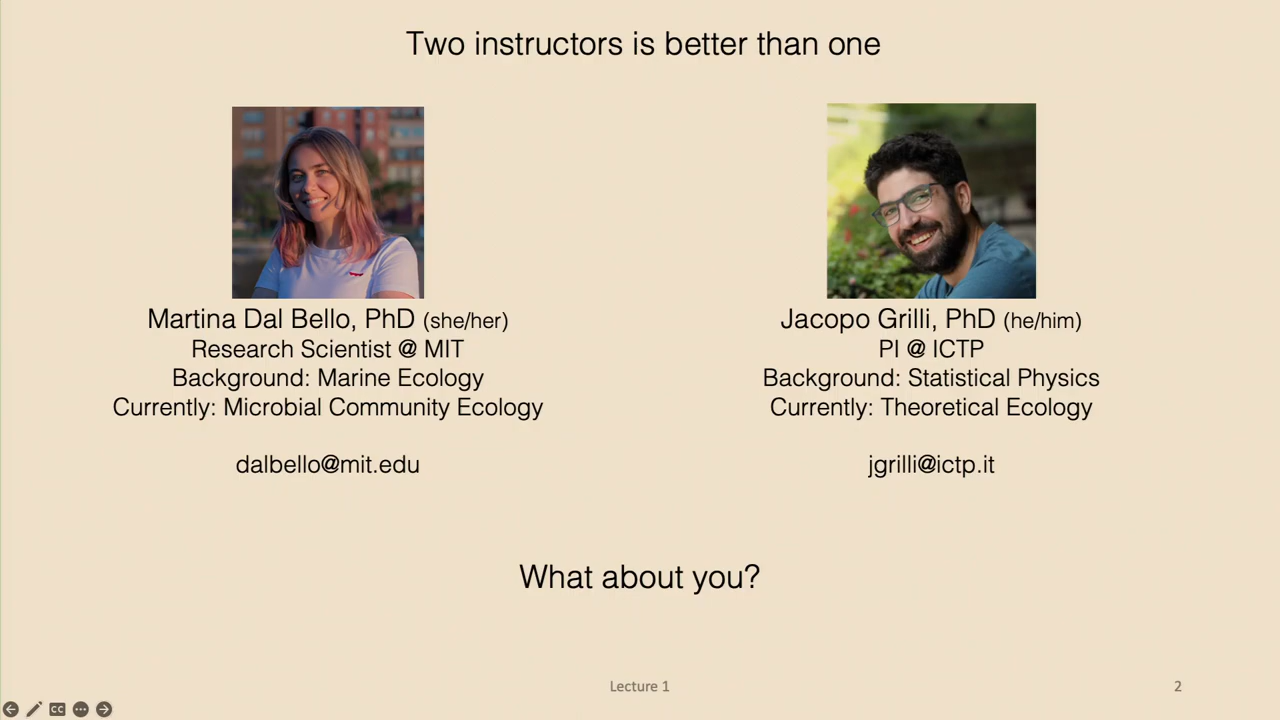 Two instructors is better than one
Martina Dal Bello, PhD (she/her)
Research Scientist @ MIT
Background: Marine Ecology
Currently: Microbial Community Ecology
dalbello@mit.edu
Jacopo Grilli, PhD (he/him)
PI @ ICTP
Background: Statistical Physics
Currently: Theoretical Ecology
jgrilli@ictp.it
What about you?
Lecture 1
2
CC